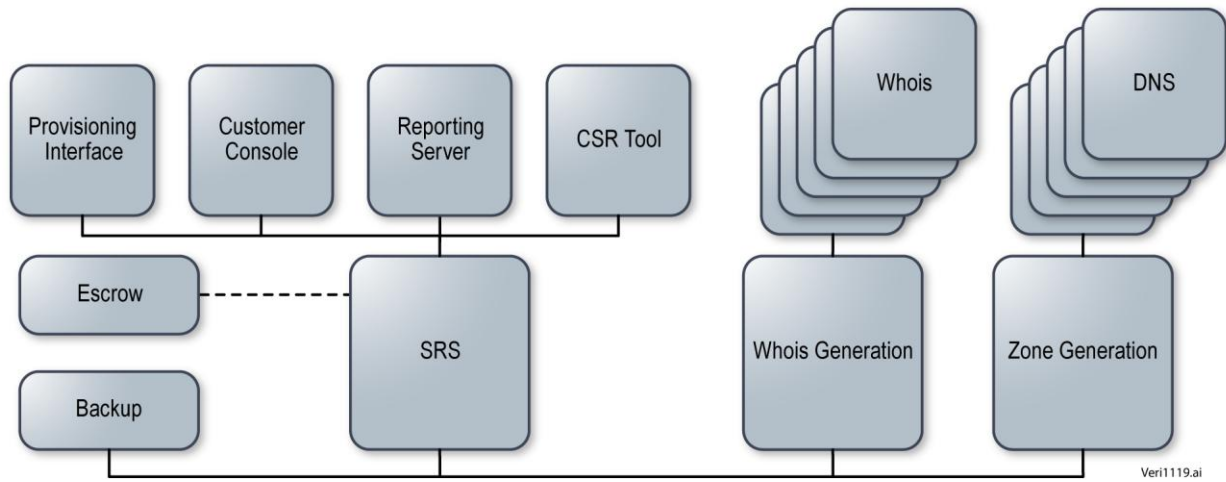 Whois
DNS
Provisioning
Interface
Customer
Console
Reporting
Server
CSR Tool
Escrow
SRS
Whois Generation
Zone Generation
Backup
Veri1119.ai